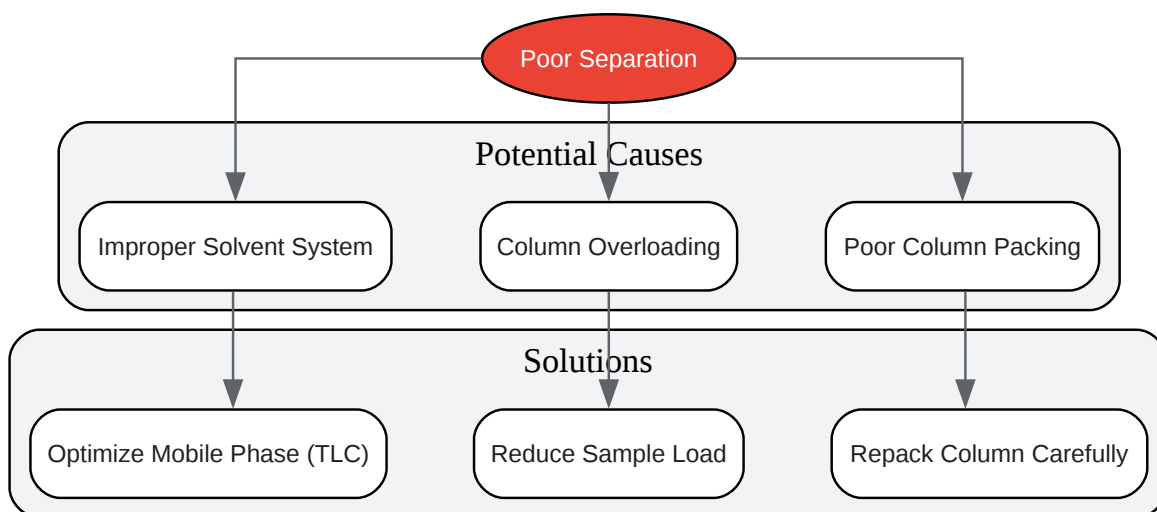 Poor Separation
Potential Causes
Improper Solvent System
Column Overloading
Poor Column Packing
Solutions
Optimize Mobile Phase (TLC)
Reduce Sample Load
Repack Column Carefully